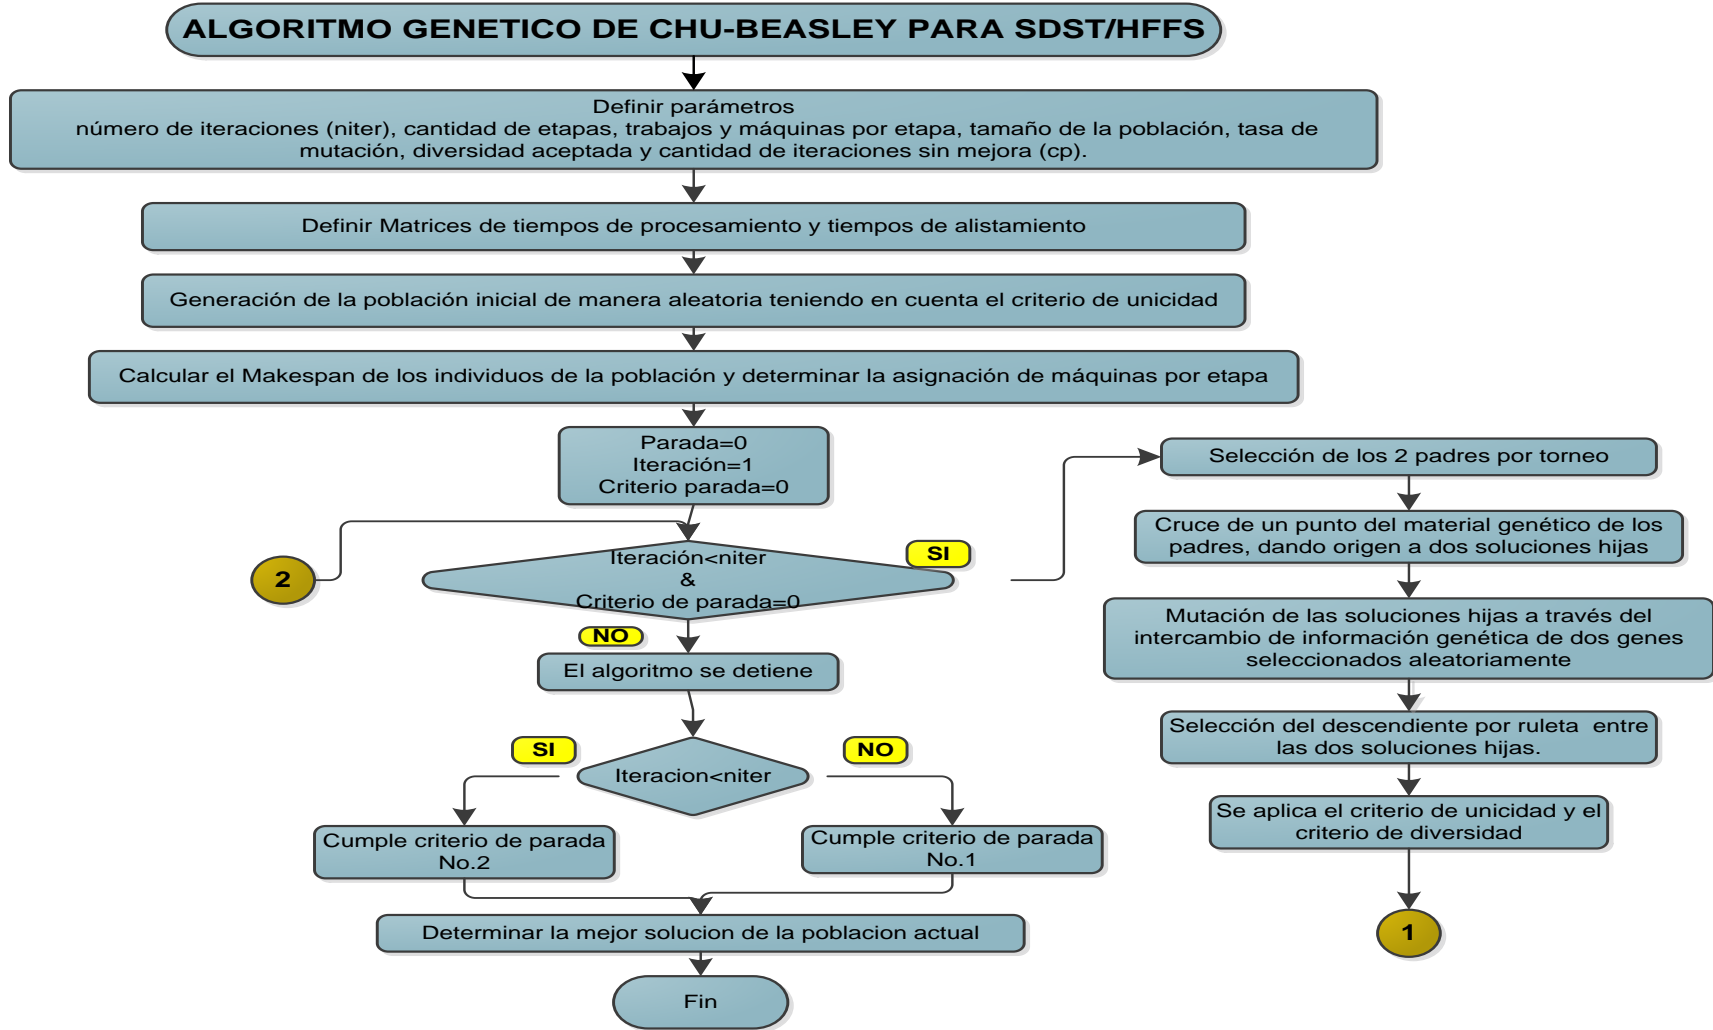 ALGORITMO GENETICO DE CHU-BEASLEY PARA SDST/HFFS
Definir parámetros
número de iteraciones (niter), cantidad de etapas, trabajos y máquinas por etapa, tamaño de la población, tasa de
mutación, diversidad aceptada y cantidad de iteraciones sin mejora (cp).
Definir Matrices de tiempos de procesamiento y tiempos de alistamiento
Generación de la población inicial de manera aleatoria teniendo en cuenta el criterio de unicidad
Calcular el Makespan de los individuos de la población y determinar la asignación de máquinas por etapa
Parada=0
Iteración=1
Criterio parada=0
2
Iteración<niter
&
Criterio de parada=0
SI
NO
El algoritmo se detiene
Iteracion<niter
SI
NO
Cumple criterio de parada
No.2
Cumple criterio de parada
No.1
Determinar la mejor solucion de la poblacion actual
Fin
Selección de los 2 padres por torneo
Cruce de un punto del material genético de los
padres, dando origen a dos soluciones hijas
Mutación de las soluciones hijas a través del
intercambio de información genética de dos genes
seleccionados aleatoriamente
Selección del descendiente por ruleta entre
las dos soluciones hijas.
Se aplica el criterio de unicidad y el
criterio de diversidad
1